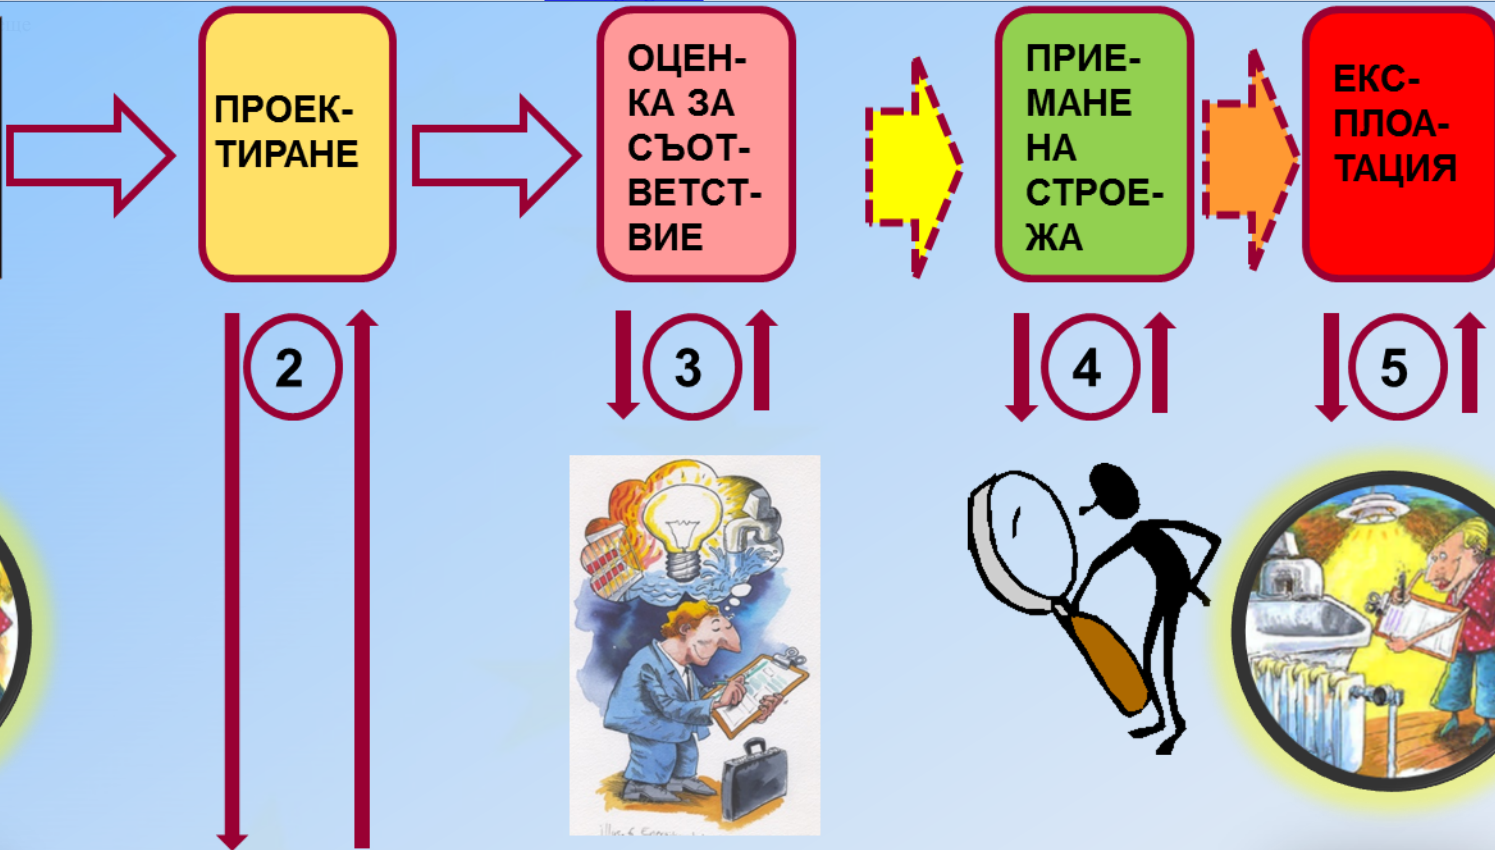 ПРОЕК-
ТИРАНЕ
ОЦЕН-
КА ЗА
СЪОТ-
ВЕТСТ-
ВИЕ
ПРИЕ-
МАНЕ
НА
СТРОЕ-
ЖА
ЕКС-
ПЛОА-
ТАЦИЯ
2
3
4
5